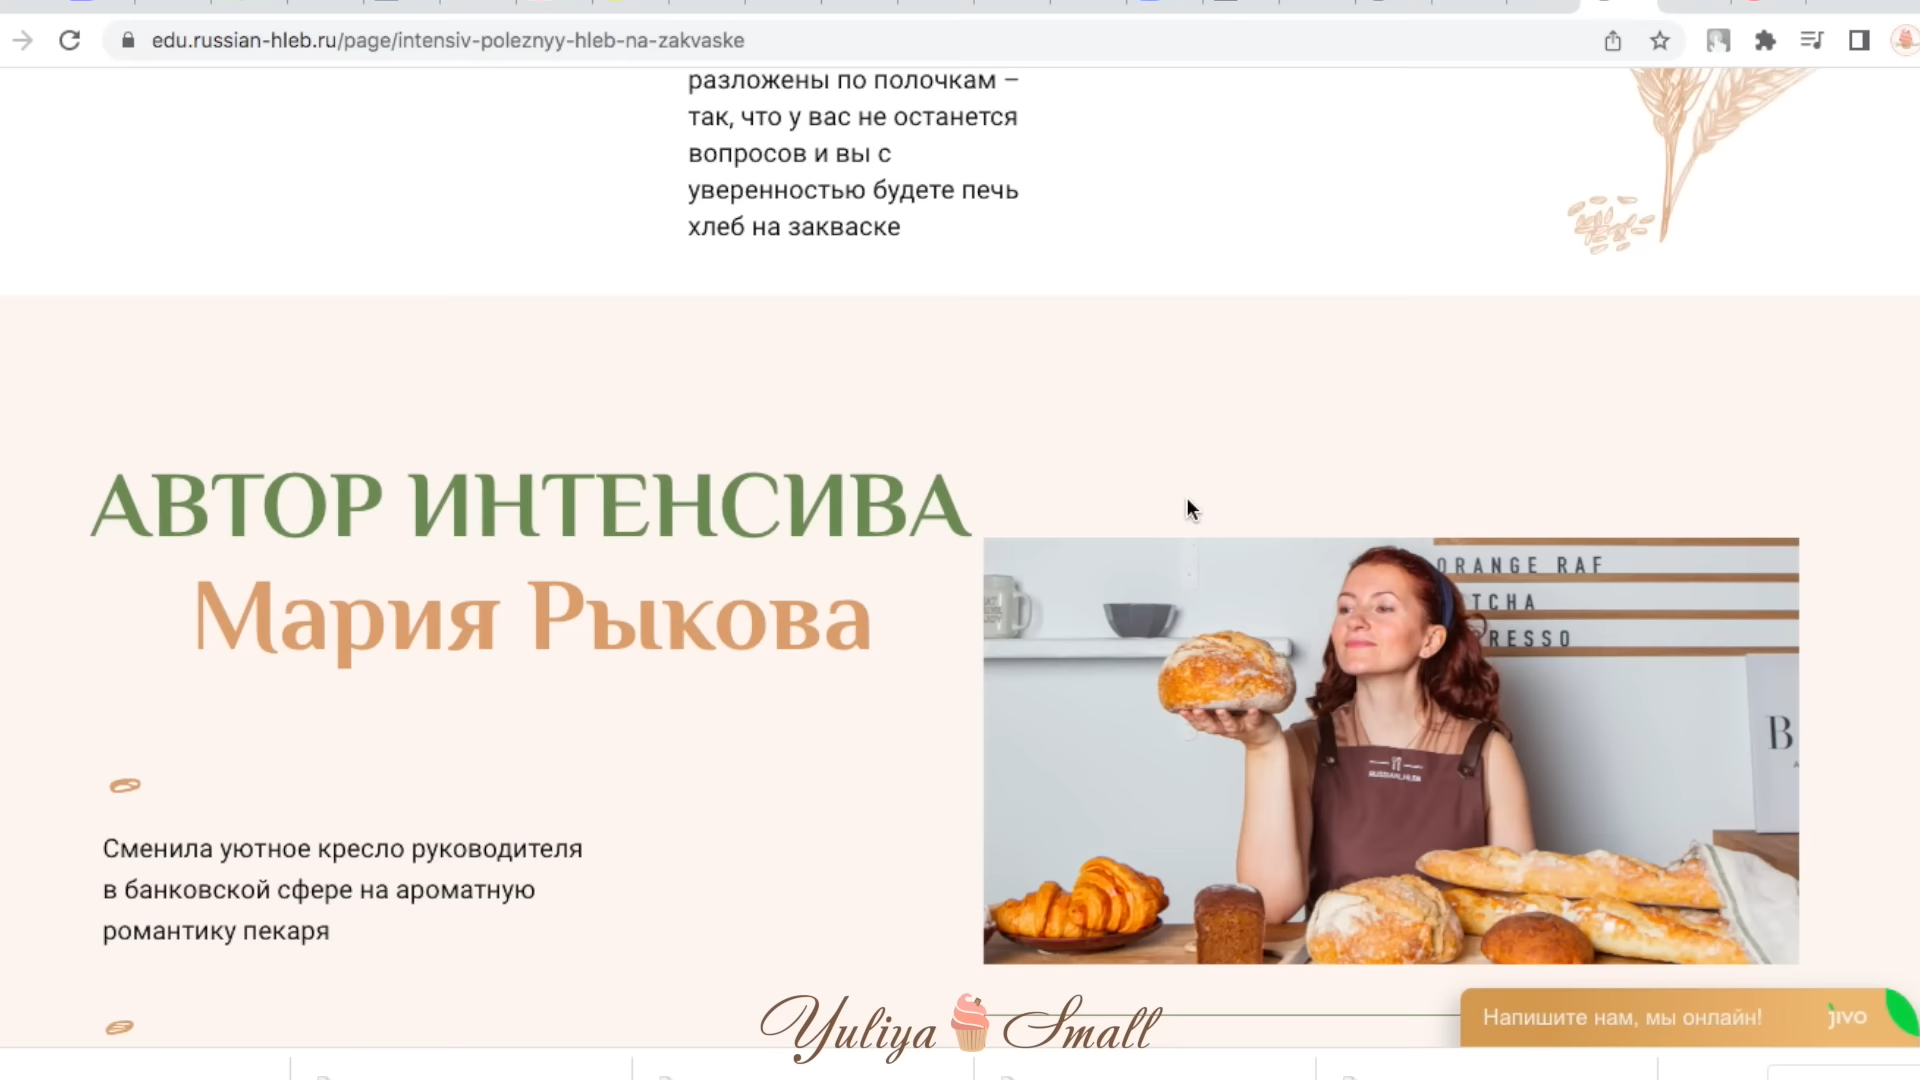 edu.russian-hleb.ru/page/intensiv-poleznyy-hleb-na-zakvaske
разложены по полочкам –
так, что у вас не останется
вопросов и вы с
уверенностью будете печь
хлеб на закваске
АВТОР ИНТЕНСИВА
Мария Рыкова
ORANGE RAF
TCHA
RESSO
B
RUSSIAN_HLEB
Сменила уютное кресло руководителя
в банковской сфере на ароматную
романтику пекаря
Yuliya Small
Напишите нам, мы онлайн! jivo